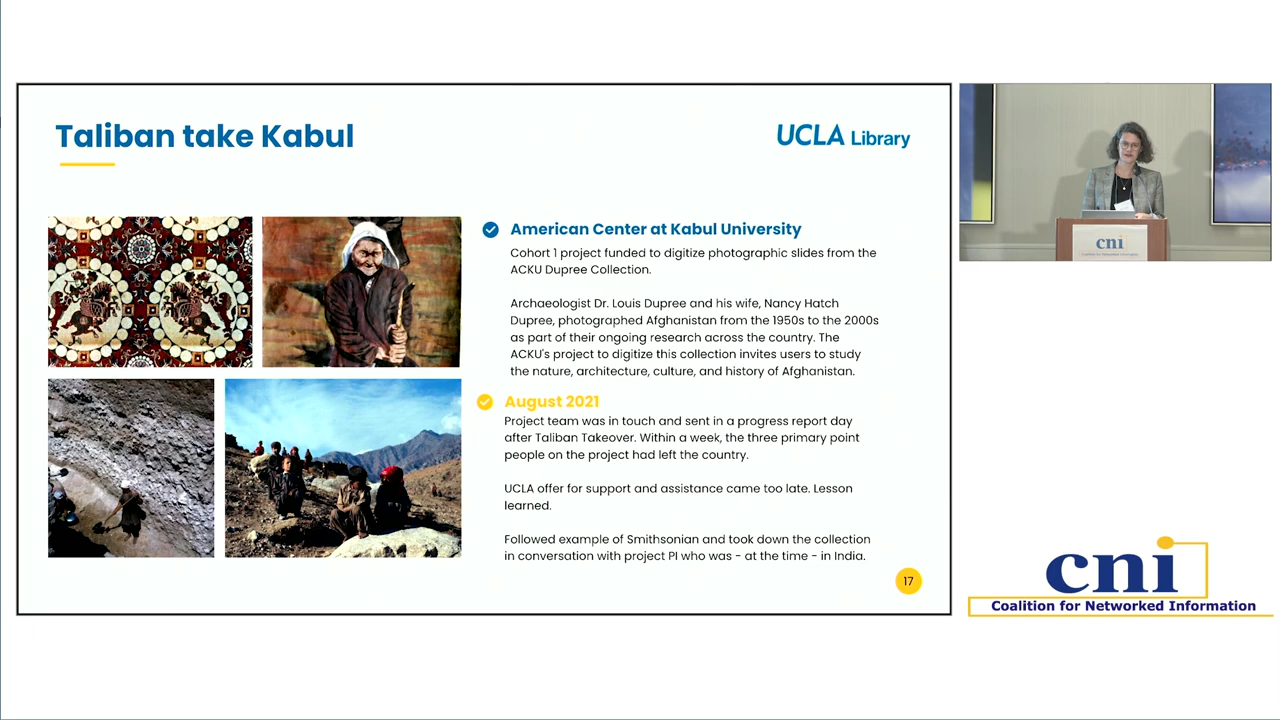 Taliban take Kabul
UCLA Library
American Center at Kabul University
Cohort 1 project funded to digitize photographic slides from the
ACKU Dupree Collection.
Archaeologist Dr. Louis Dupree and his wife, Nancy Hatch
Dupree, photographed Afghanistan from the 1950s to the 2000s
as part of their ongoing research across the country. The
ACKU's project to digitize this collection invites users to study
the nature, architecture, culture, and history of Afghanistan.
August 2021
Project team was in touch and sent in a progress report day
after Taliban Takeover. Within a week, the three primary point
people on the project had left the country.
UCLA offer for support and assistance came too late. Lesson
learned.
Followed example of Smithsonian and took down the collection
in conversation with project PI who was - at the time - in India.
17
cni
Coalition for Networked Information
cni
Coalition for Networked Information